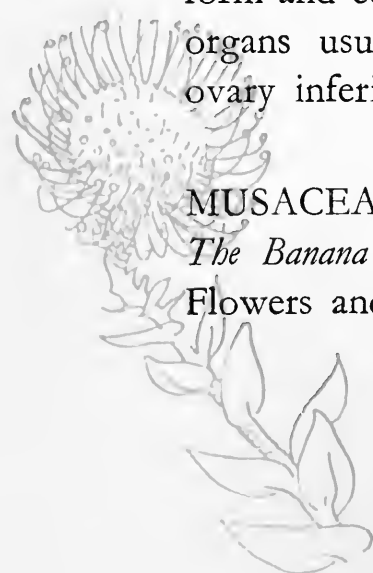 form and
organs usu
ovary inferi
MUSACEA
The Banana
Flowers and